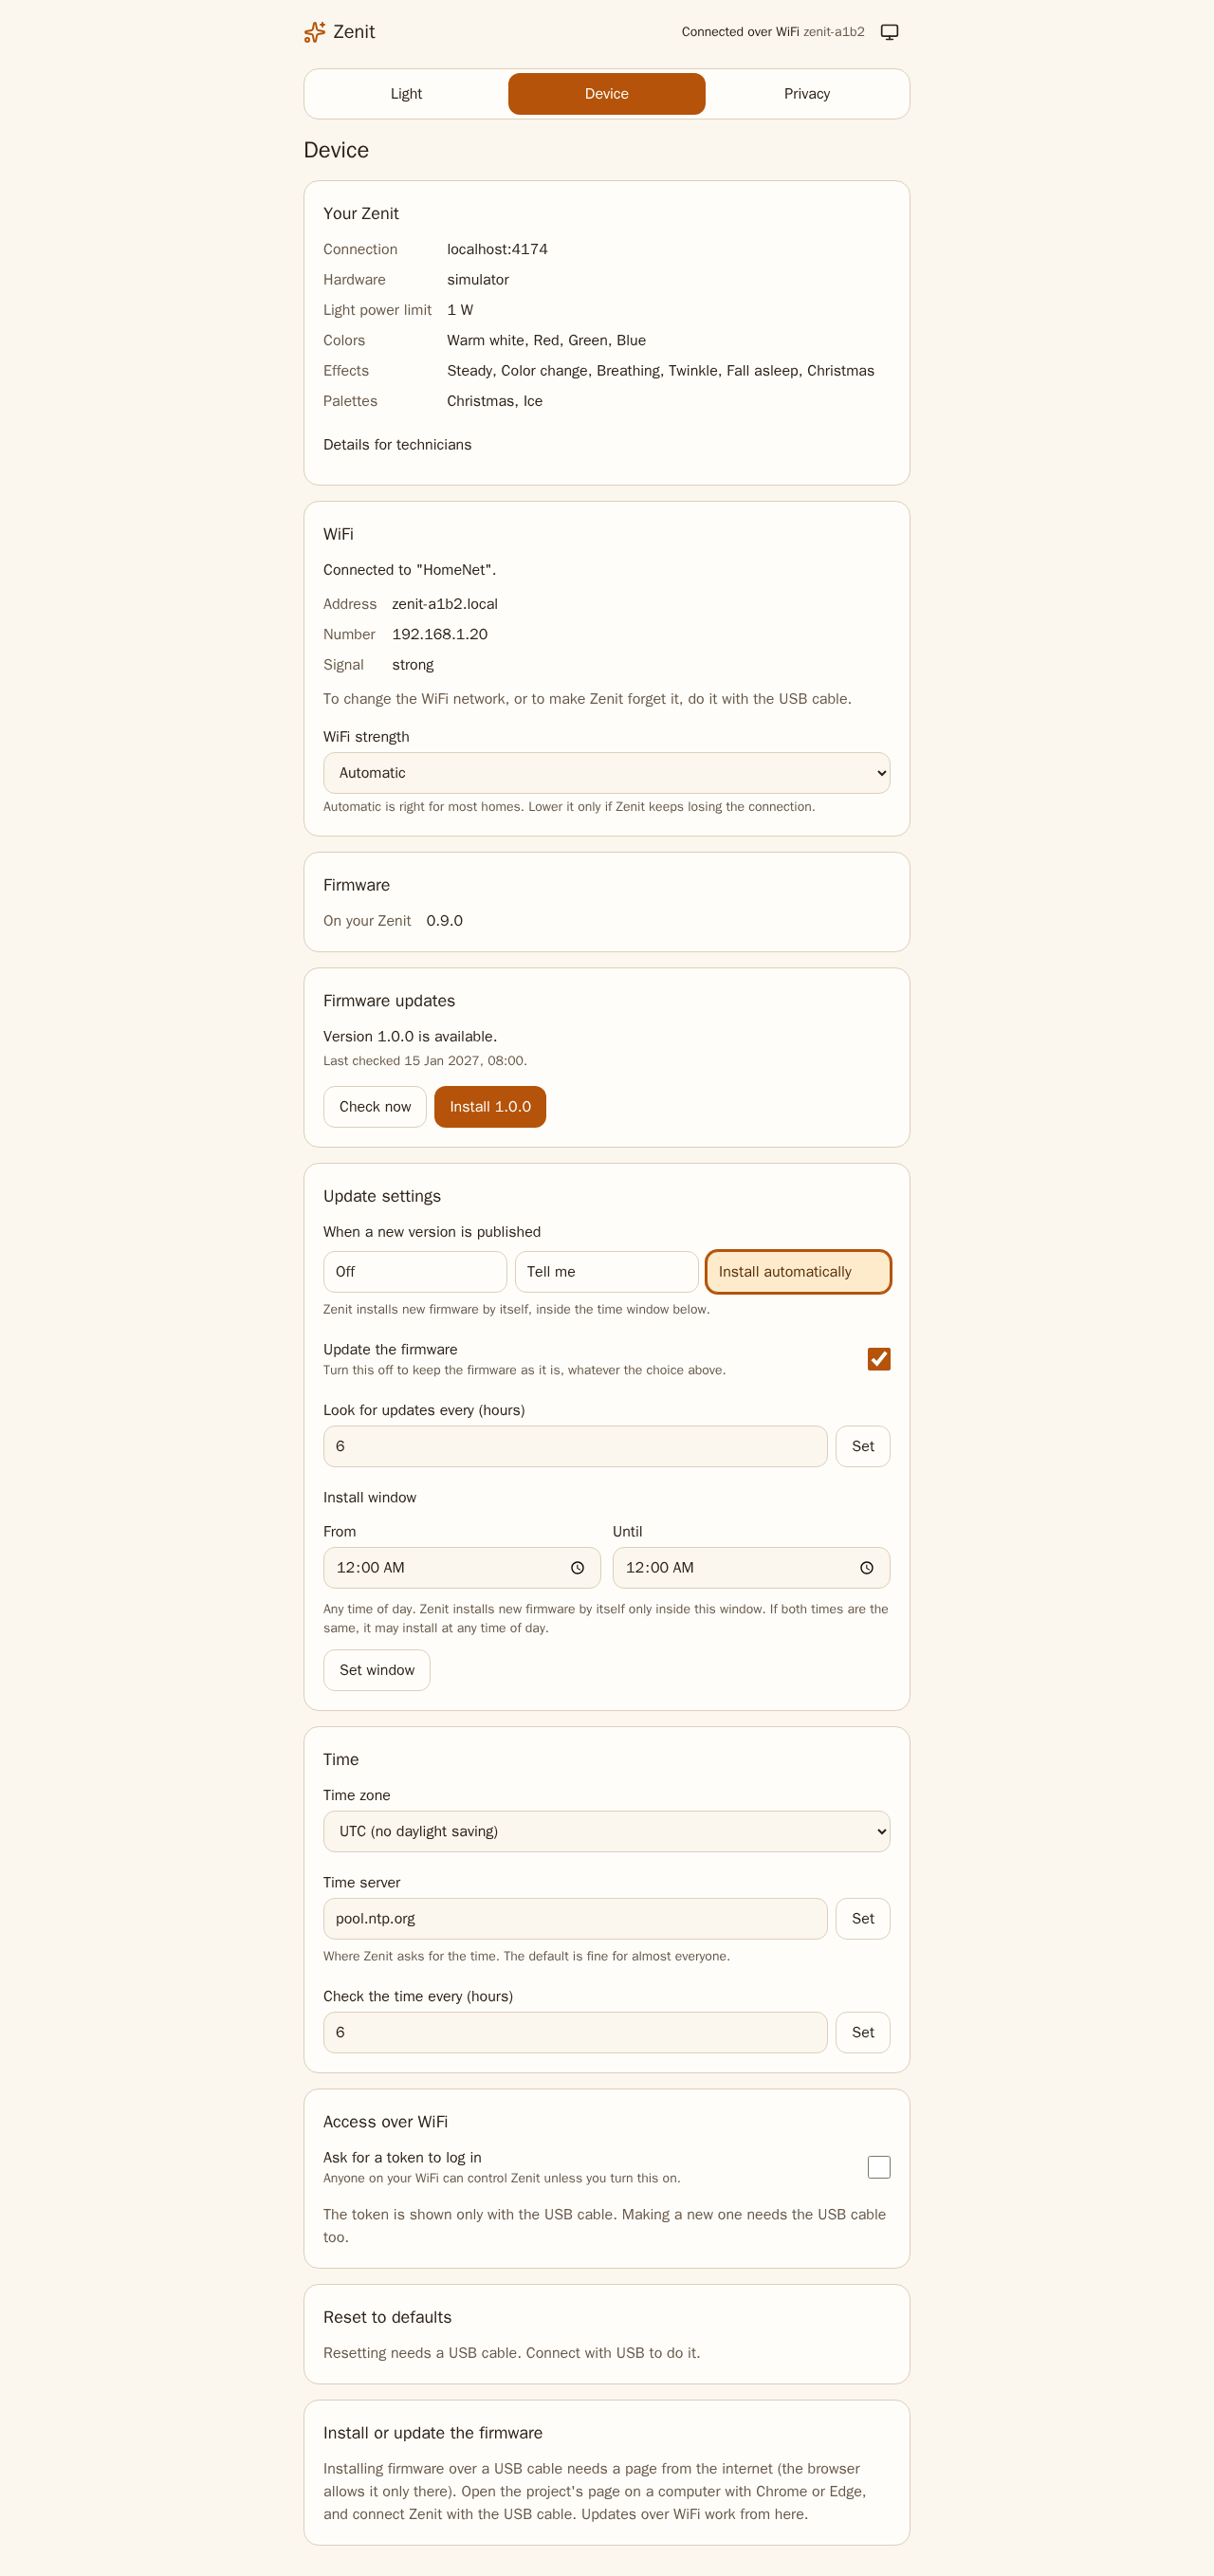 Zenit
Connected over WiFi zenit-a1b2
Light
Device
Privacy
Device
Your Zenit
Connection localhost:4174
Hardware simulator
Light power limit 1 W
Colors Warm white, Red, Green, Blue
Effects Steady, Color change, Breathing, Twinkle, Fall asleep, Christmas
Palettes Christmas, Ice
Details for technicians
WiFi
Connected to "HomeNet".
Address zenit-a1b2.local
Number 192.168.1.20
Signal strong
To change the WiFi network, or to make Zenit forget it, do it with the USB cable.
WiFi strength
Automatic
Automatic is right for most homes. Lower it only if Zenit keeps losing the connection.
Firmware
On your Zenit 0.9.0
Firmware updates
Version 1.0.0 is available.
Last checked 15 Jan 2027, 08:00.
Check now
Install 1.0.0
Update settings
When a new version is published
Off
Tell me
Install automatically
Zenit installs new firmware by itself, inside the time window below.
Update the firmware
Turn this off to keep the firmware as it is, whatever the choice above.
Look for updates every (hours)
6
Set
Install window
From
Until
12:00 AM
12:00 AM
Any time of day. Zenit installs new firmware by itself only inside this window. If both times are the
same, it may install at any time of day.
Set window
Time
Time zone
UTC (no daylight saving)
Time server
pool.ntp.org
Set
Where Zenit asks for the time. The default is fine for almost everyone.
Check the time every (hours)
6
Set
Access over WiFi
Ask for a token to log in
Anyone on your WiFi can control Zenit unless you turn this on.
The token is shown only with the USB cable. Making a new one needs the USB cable
too.
Reset to defaults
Resetting needs a USB cable. Connect with USB to do it.
Install or update the firmware
Installing firmware over a USB cable needs a page from the internet (the browser
allows it only there). Open the project's page on a computer with Chrome or Edge,
and connect Zenit with the USB cable. Updates over WiFi work from here.